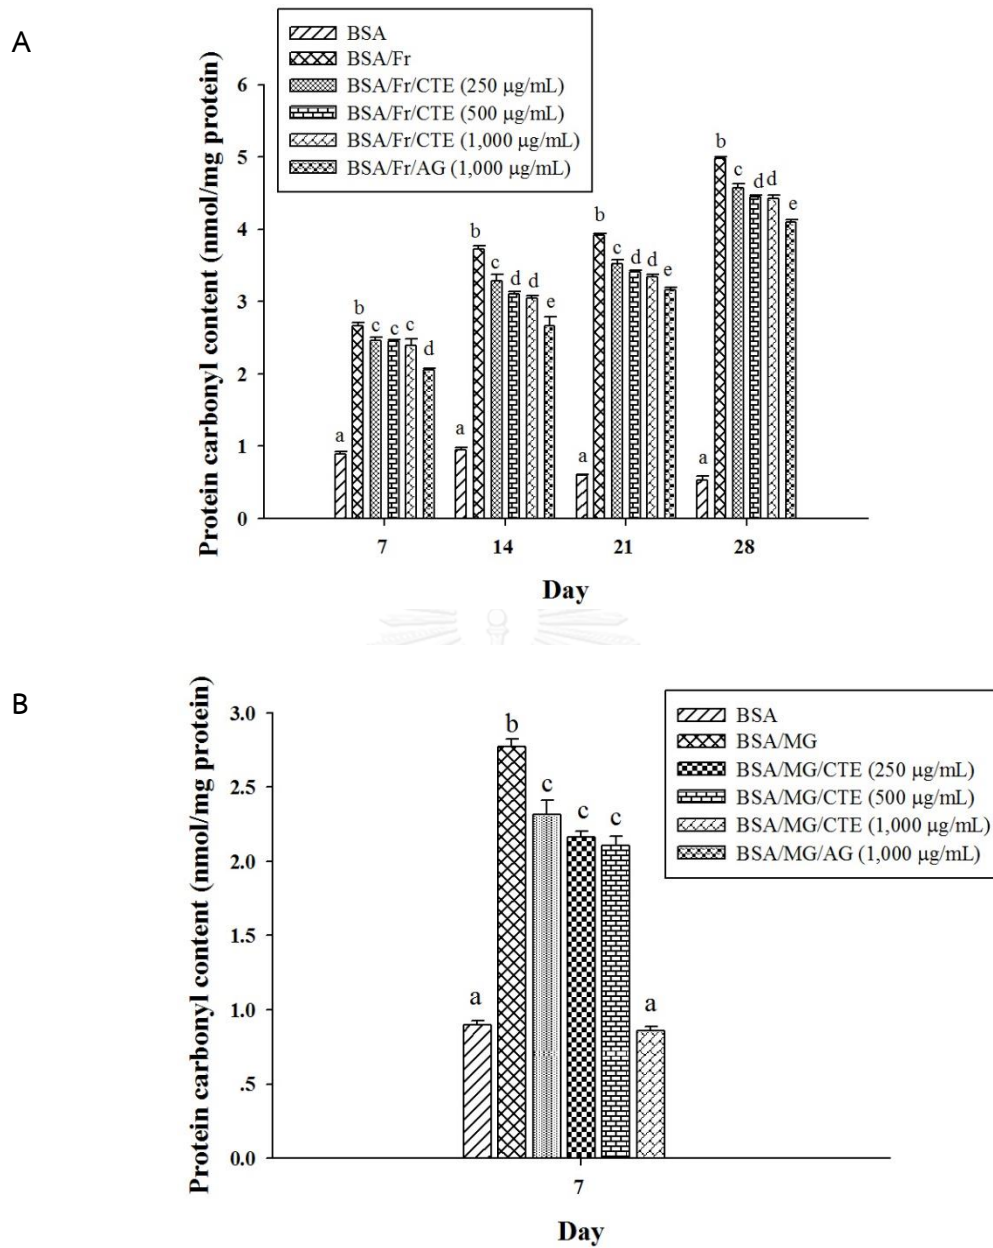 A
BSA
BSA/Fr
BSA/Fr/CTE (250 µg/mL)
BSA/Fr/CTE (500 µg/mL)
BSA/Fr/CTE (1,000 µg/mL)
BSA/Fr/AG (1,000 µg/mL)
Protein carbonyl content (nmol/mg protein)
6
5
4
3
2
1
0
a b c c c d
a b c d d e
a b c d d e
a b c d d e
7 14 21 28
Day
B
BSA
BSA/MG
BSA/MG/CTE (250 µg/mL)
BSA/MG/CTE (500 µg/mL)
BSA/MG/CTE (1,000 µg/mL)
BSA/MG/AG (1,000 µg/mL)
Protein carbonyl content (nmol/mg protein)
3.0
2.5
2.0
1.5
1.0
.5
0.0
a b c c c a
7
Day